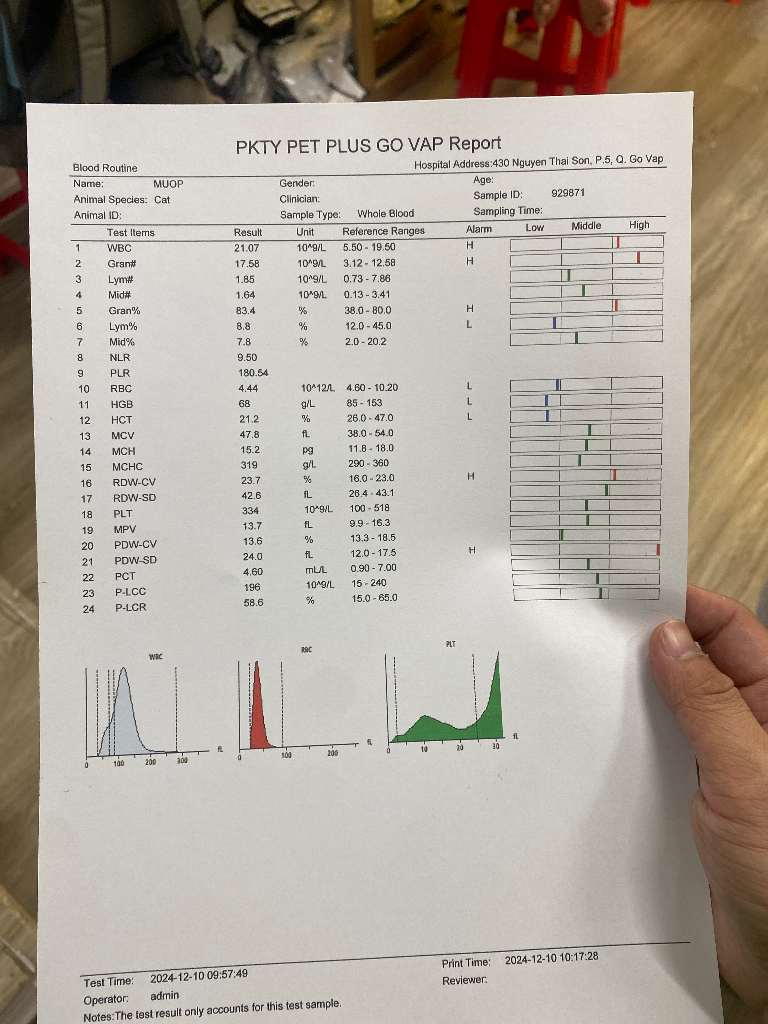 PKTY PET PLUS GO VAP Report
Blood Routine Hospital Address:430 Nguyen Thai Son, P.5, Q. Go Vap
Name: MUOP Gender: Age:
Animal Species: Cat Clinician: Sample ID: 929871
Animal ID: Sample Type: Whole Blood Sampling Time:
Test Items Result Unit Reference Ranges Alarm Low Middle High
1 WBC 21.07 10^9/L 5.50 - 19.50 H
2 Gran# 17.58 10^9/L 3.12 - 12.58 H
3 Lym# 1.85 10^9/L 0.73 - 7.86
4 Mid# 1.64 10^9/L 0.13 - 3.41
5 Gran% 83.4 % 38.0 - 80.0 H
6 Lym% 8.8 % 12.0 - 45.0 L
7 Mid% 7.8 % 2.0 - 20.2
8 NLR 9.50
9 PLR 180.54
10 RBC 4.44 10^12/L 4.60 - 10.20 L
11 HGB 68 g/L 85 - 153 L
12 HCT 21.2 % 26.0 - 47.0 L
13 MCV 47.8 fL 38.0 - 54.0
14 MCH 15.2 pg 11.8 - 18.0
15 MCHC 319 g/L 290 - 360
16 RDW-CV 23.7 % 16.0 - 23.0 H
17 RDW-SD 42.6 fL 26.4 - 43.1
18 PLT 334 10^9/L 100 - 518
19 MPV 13.7 fL 9.9 - 16.3
20 PDW-CV 13.6 % 13.3 - 18.5
21 PDW-SD 24.0 fL 12.0 - 17.5 H
22 PCT 4.60 mL/L 0.90 - 7.00
23 P-LCC 196 10^9/L 15 - 240
24 P-LCR 58.6 % 15.0 - 65.0
WBC RBC PLT
0 100 200 300 fL 0 100 200 fL 0 10 20 30 fL
Test Time: 2024-12-10 09:57:49 Print Time: 2024-12-10 10:17:28
Operator: admin Reviewer:
Notes:The test result only accounts for this test sample.